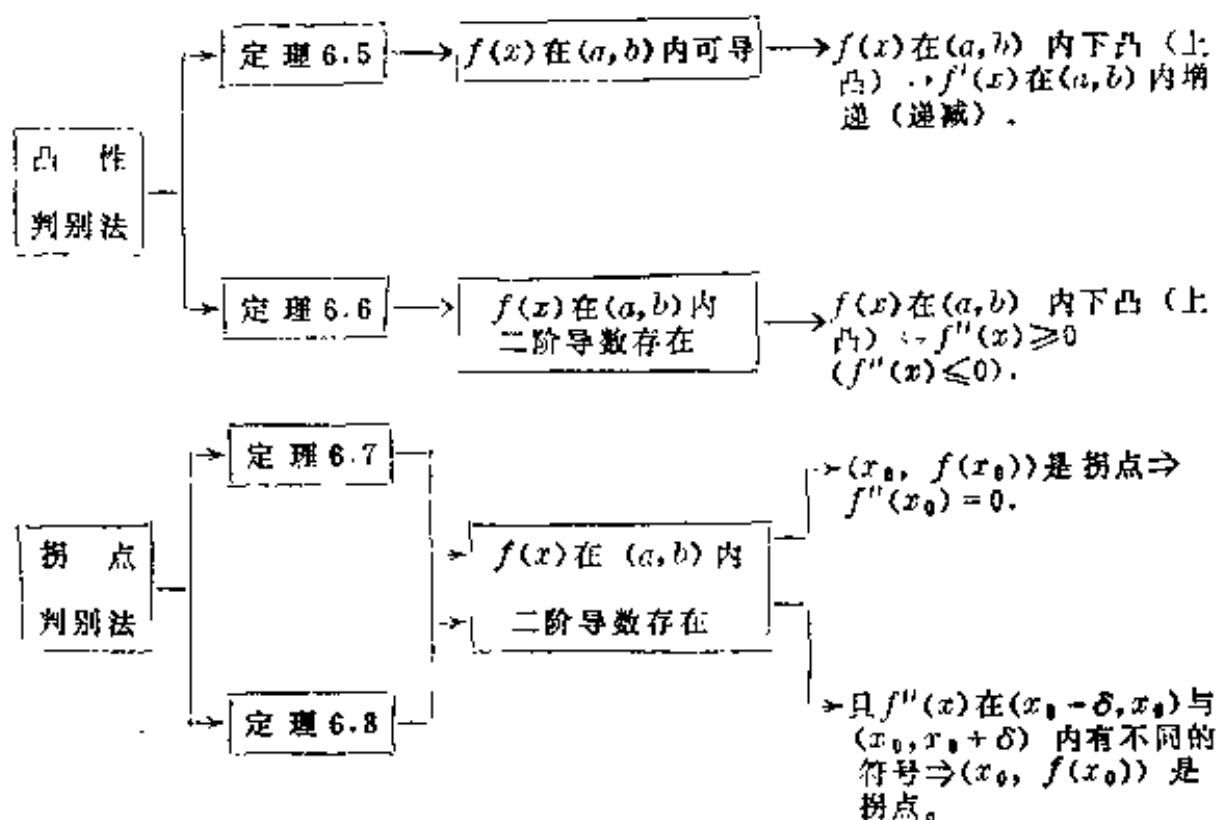 定理6.5
f(x)在(a,b)内可导
f(x)在(a,b) 内下凸（上
凸） f'(x)在(a,b)内增
递（递减）.
凸 性
判别法
定理6.6
f(x)在(a,b)内
二阶导数存在
f(x)在(a,b) 内下凸（上
凸） f''(x)≥0
(f''(x)≤0).
定理6.7
(x₀, f(x₀))是拐点⇒
f''(x₀)=0.
拐 点
判别法
f(x)在 (a,b)内
二阶导数存在
定理6.8
且f''(x)在(x₀-δ,x₀)与
(x₀,x₀+δ) 内有不同的
符号⇒(x₀, f(x₀)) 是
拐点。